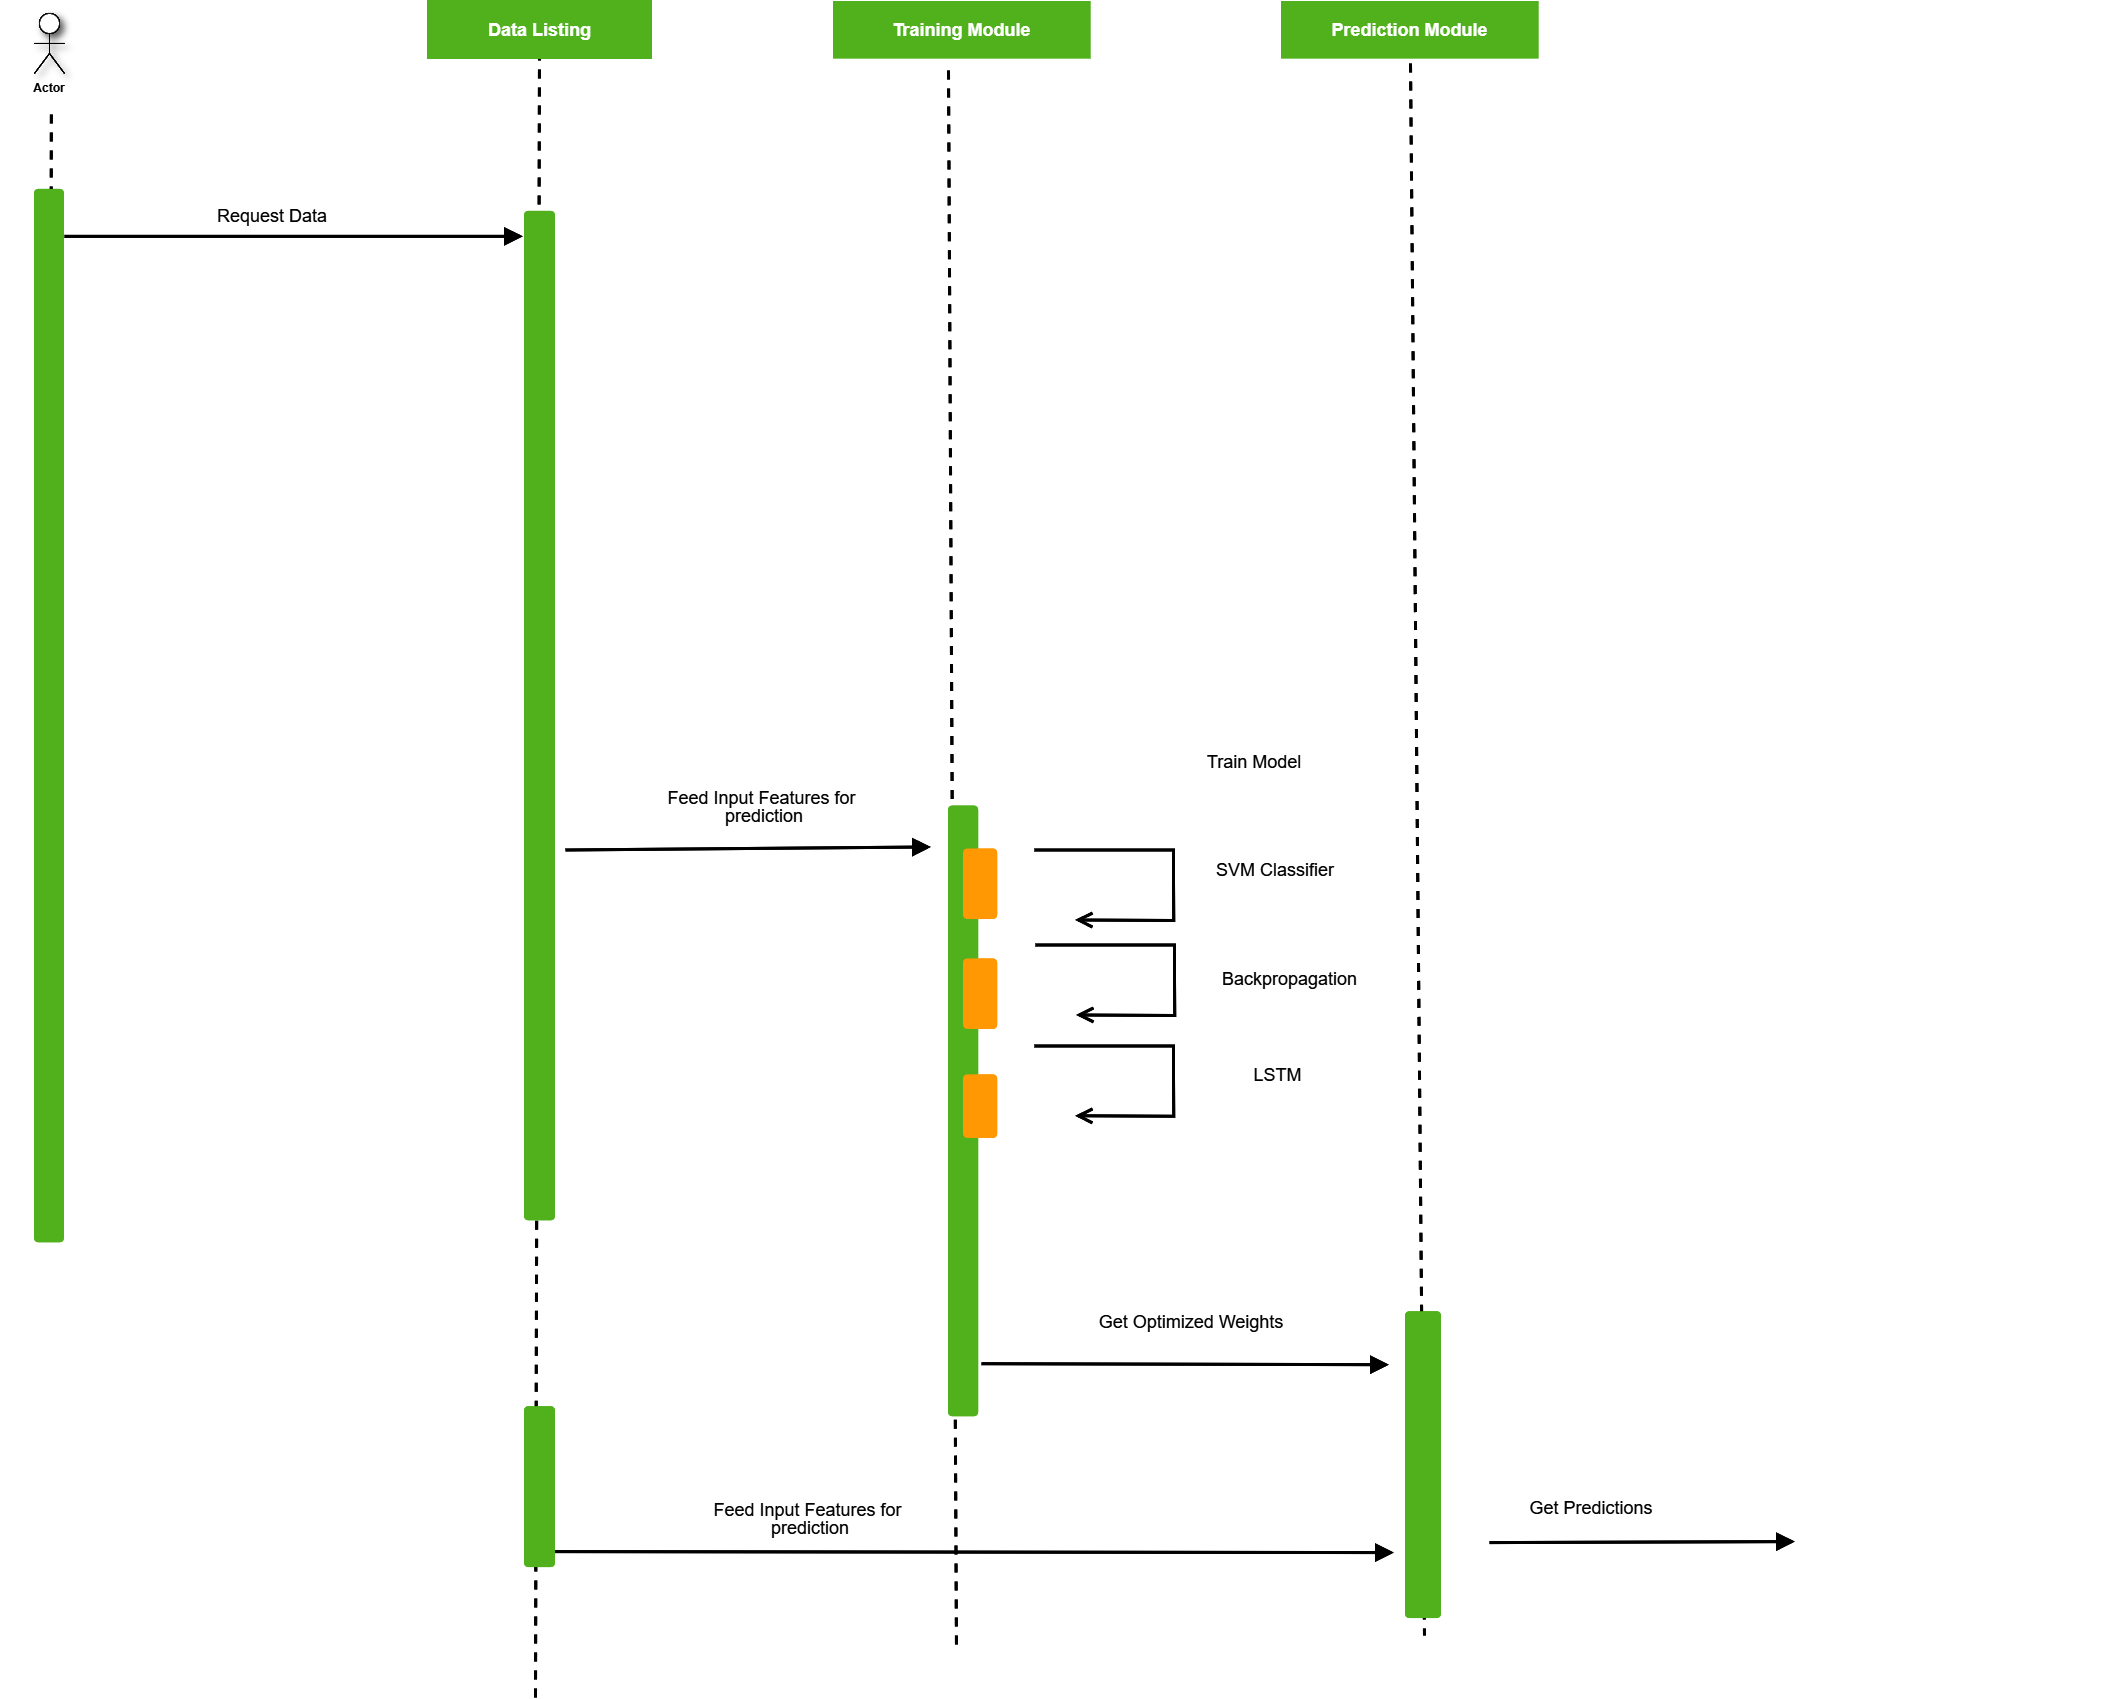 Actor
Data Listing
Training Module
Prediction Module
Request Data
Train Model
Feed Input Features for
prediction
SVM Classifier
Backpropagation
LSTM
Get Optimized Weights
Feed Input Features for
prediction
Get Predictions